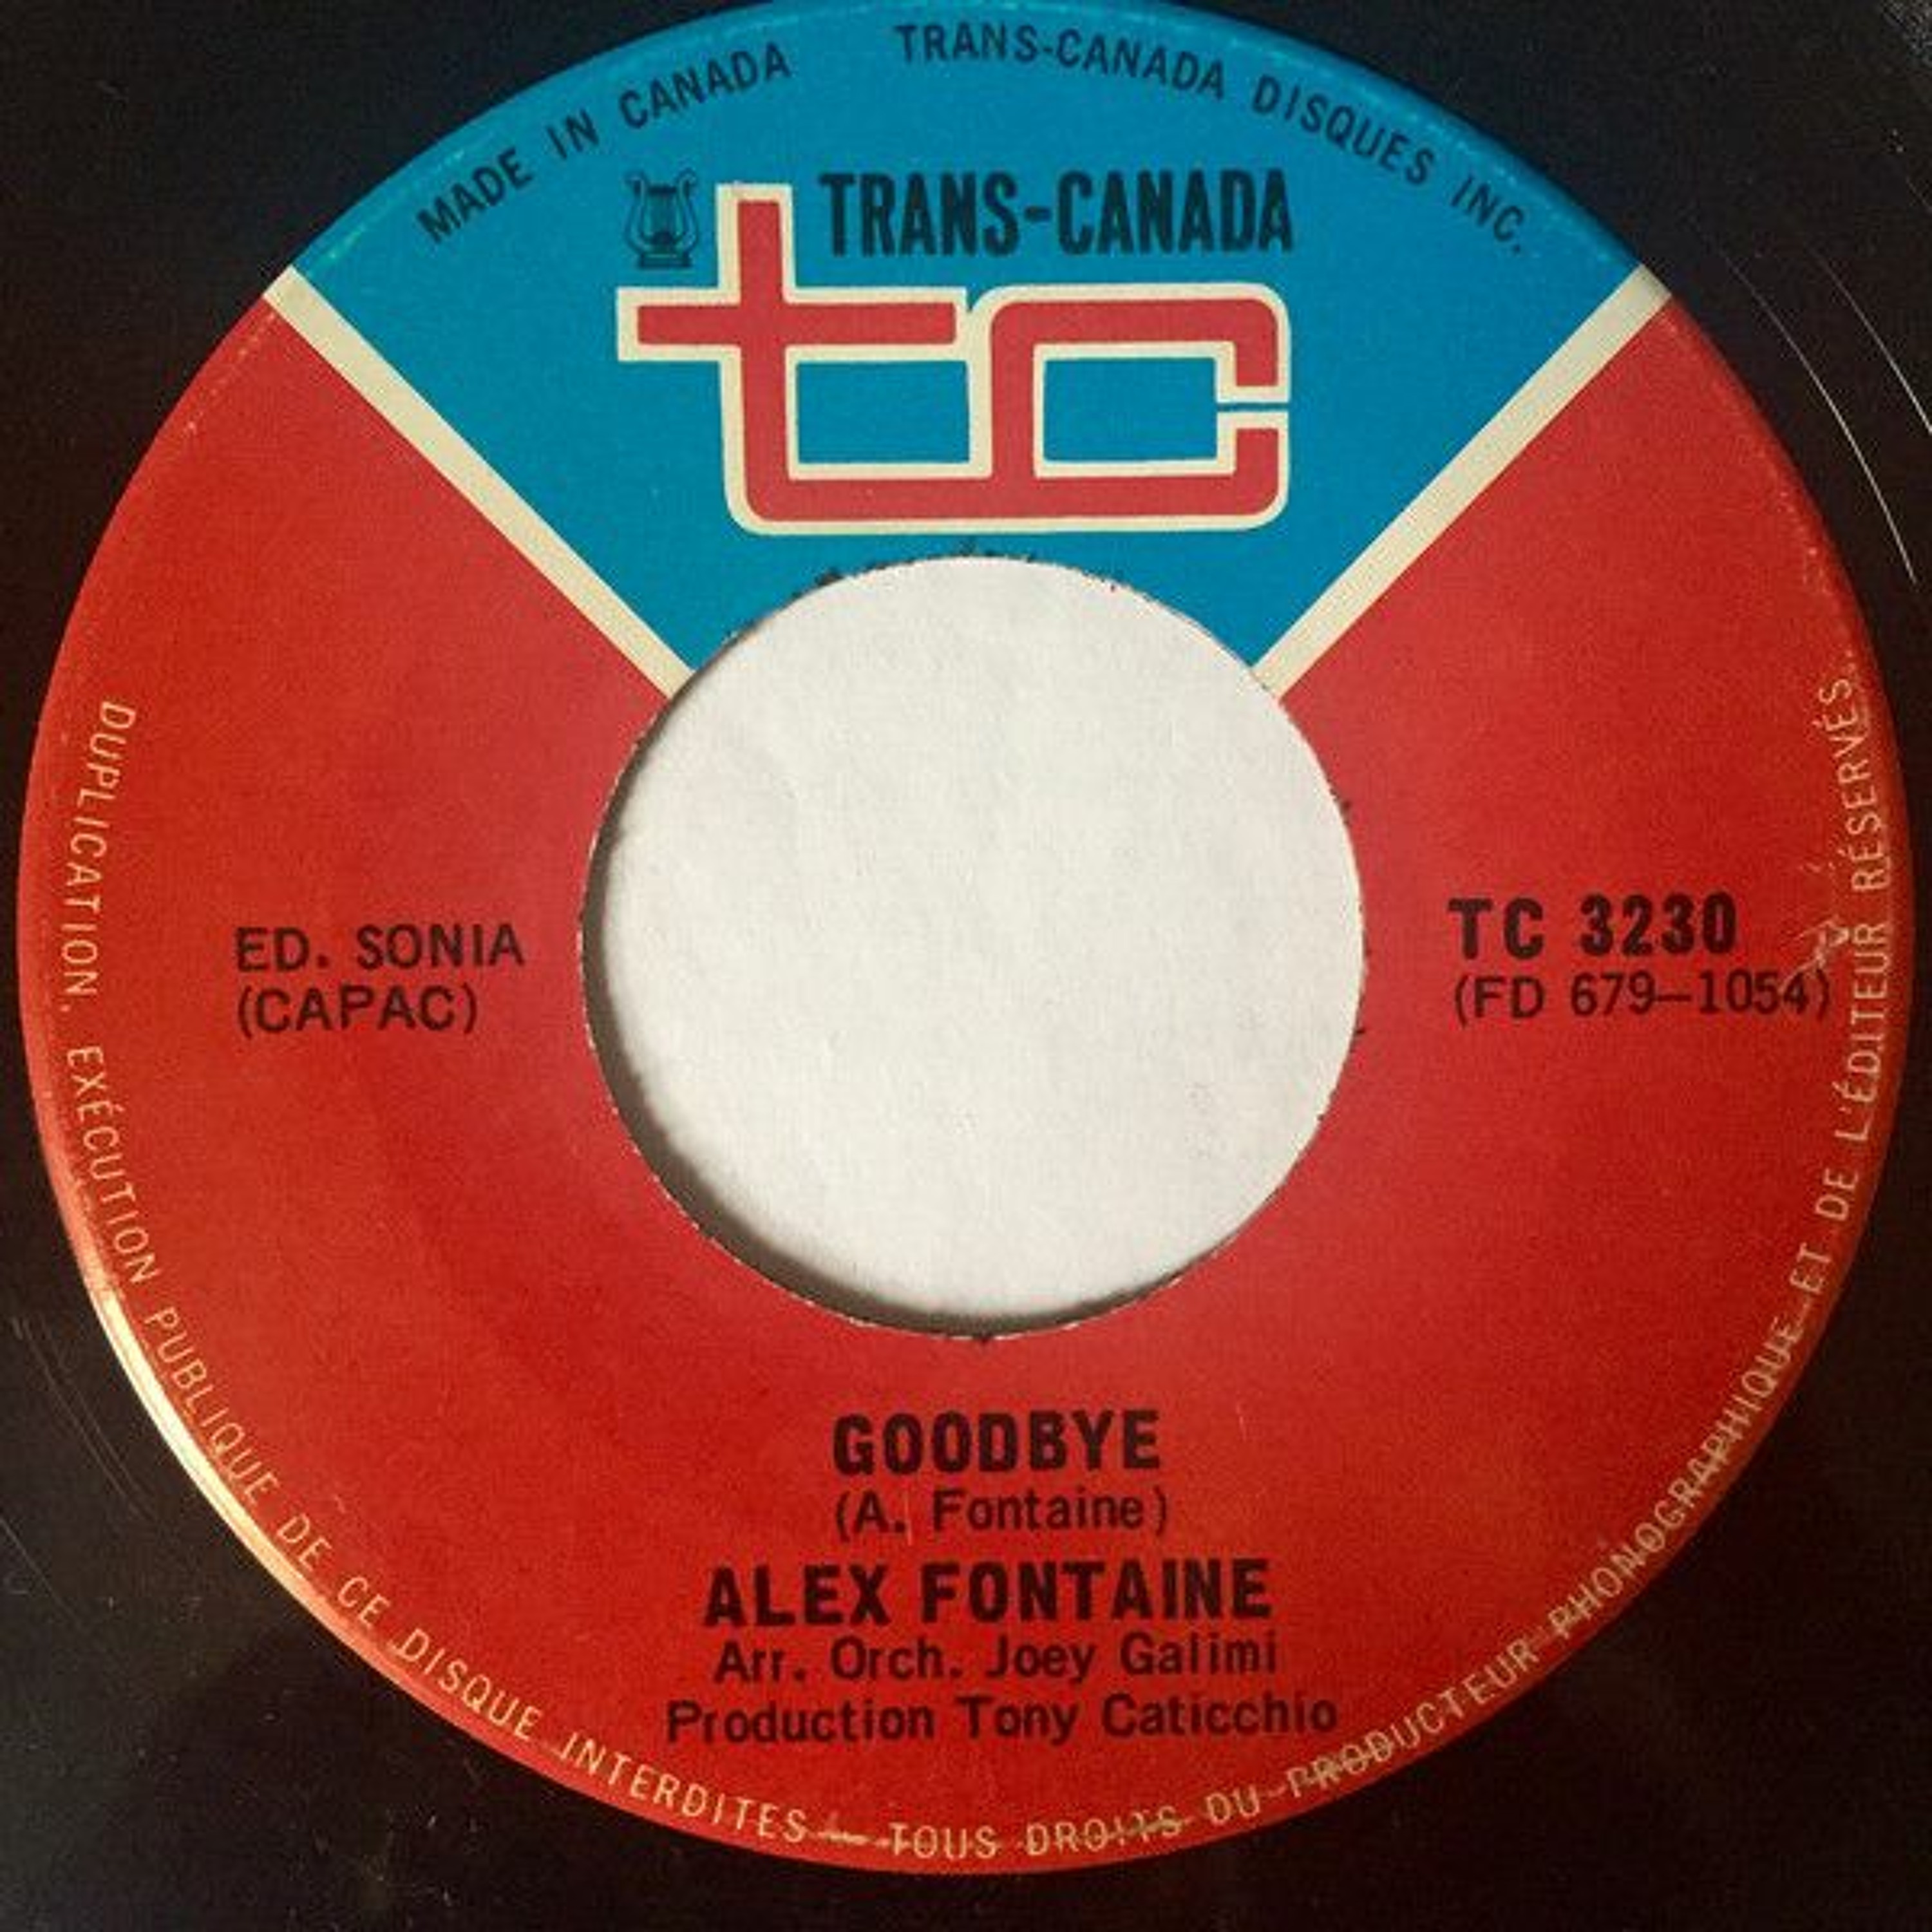 MADE IN CANADA
TRANS-CANADA DISQUES INC.
TRANS-CANADA
tc
ED. SONIA
(CAPAC)
TC 3230
(FD 679-1054)
GOODBYE
(A. Fontaine)
ALEX FONTAINE
Arr. Orch. Joey Galimi
Production Tony Caticchio
DUPLICATION, EXÉCUTION PUBLIQUE DE CE DISQUE INTERDITES — TOUS DROITS DU PRODUCTEUR PHONOGRAPHIQUE ET DE L'ÉDITEUR RÉSERVÉS.